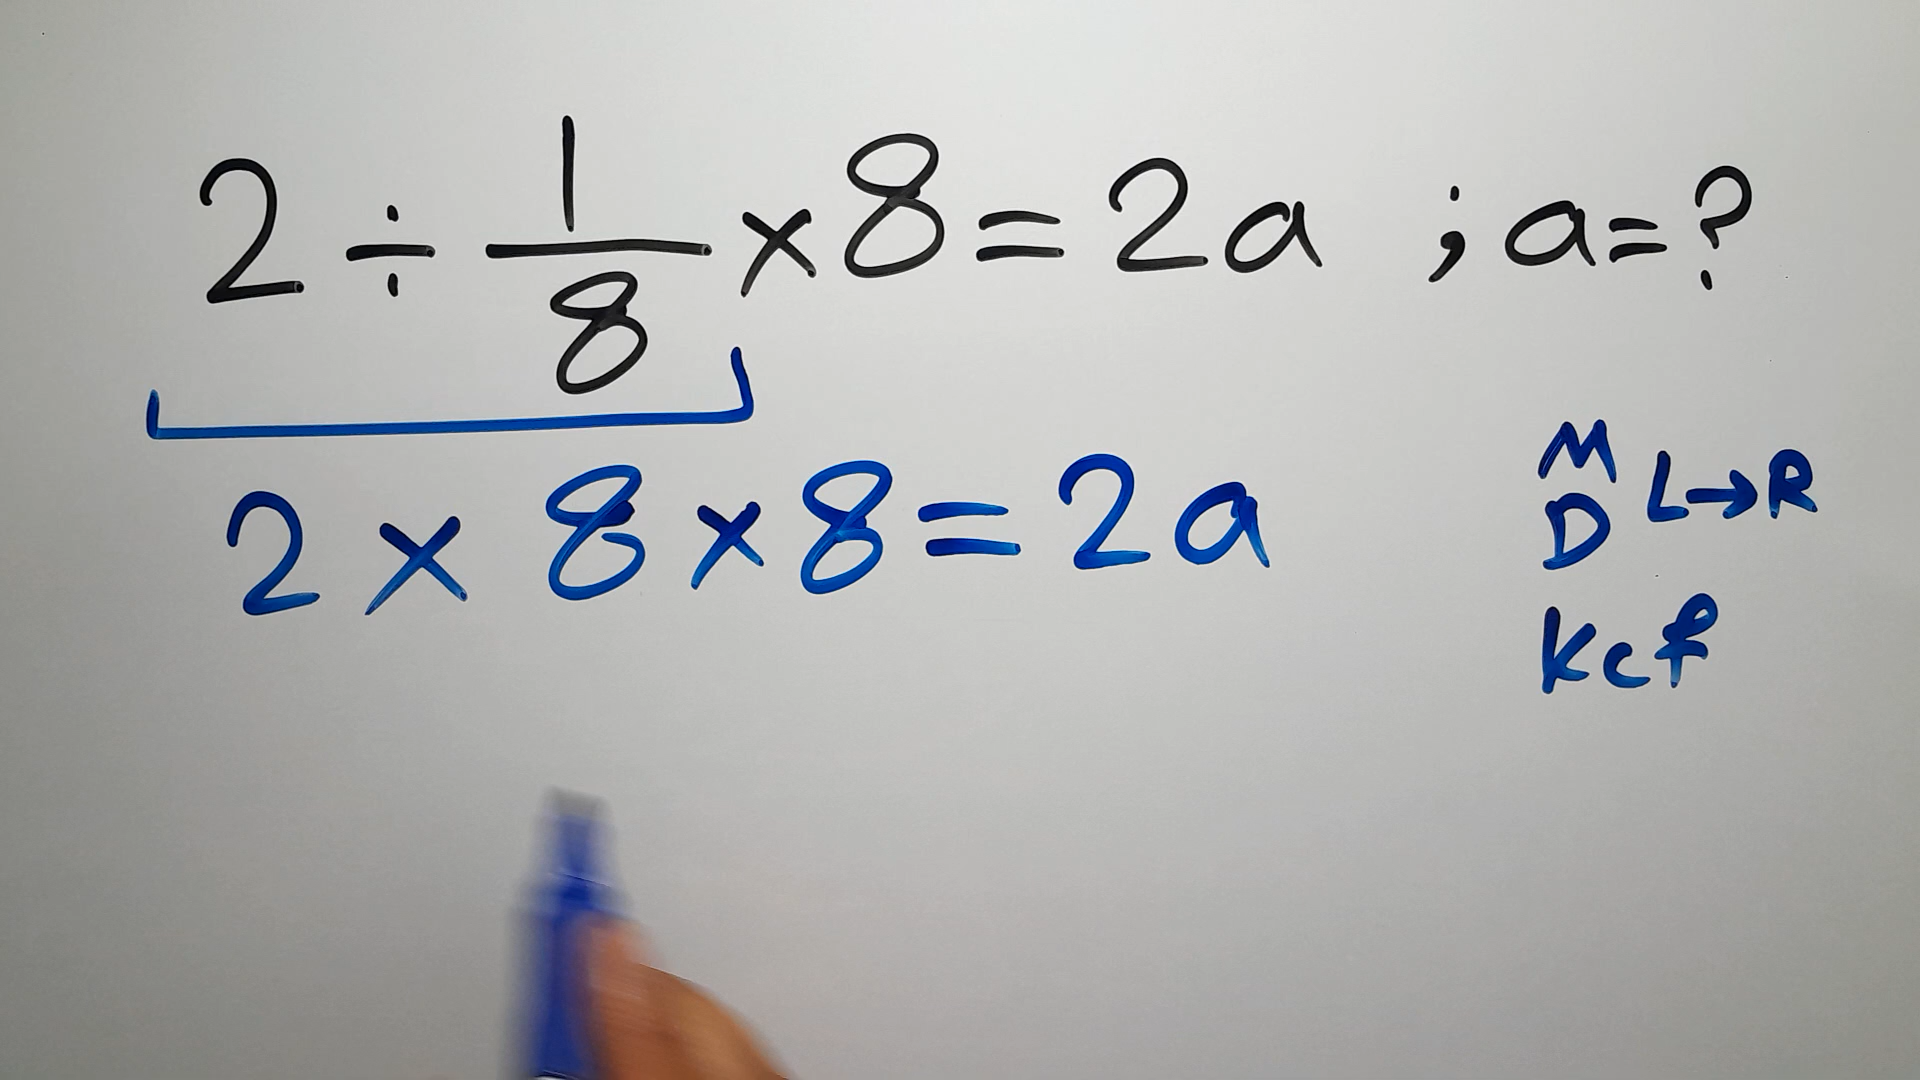 2 ÷ 1/8 × 8 = 2a ; a = ?
2 × 8 × 8 = 2a
M
D L→R
Kcf